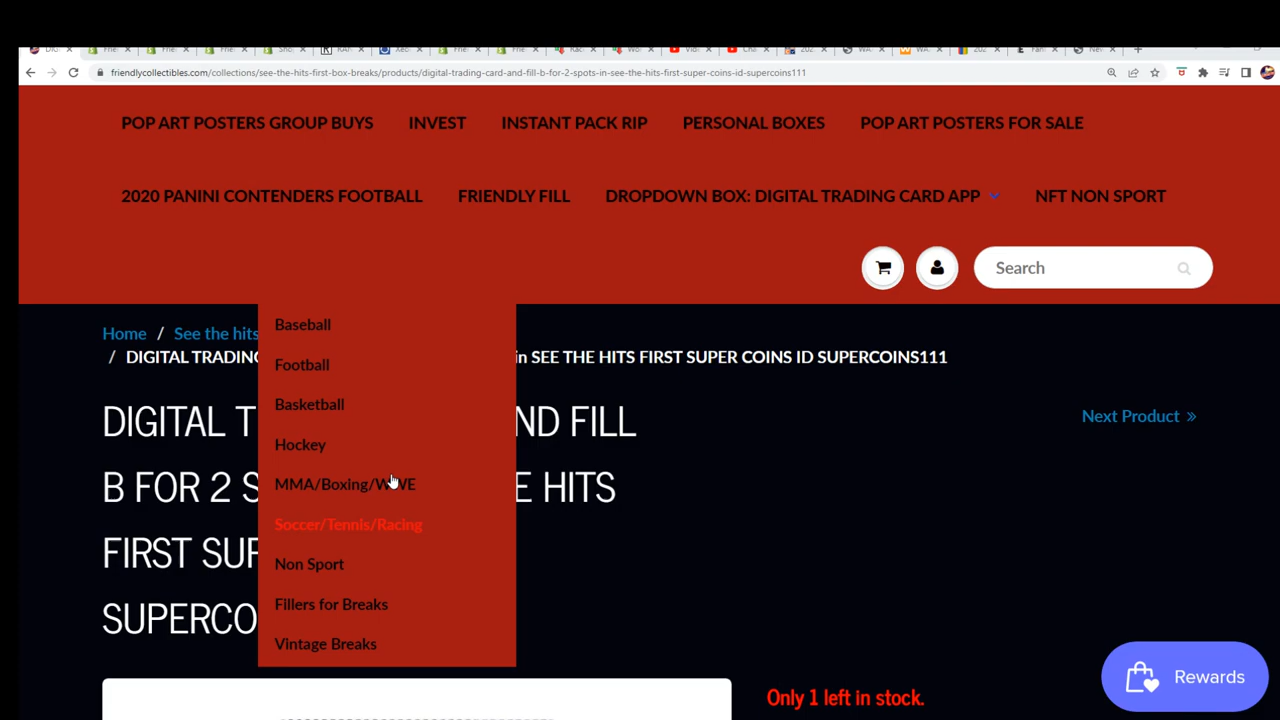 friendlycollectibles.com/collections/see-the-hits-first-box-breaks/products/digital-trading-card-and-fill-b-for-2-spots-in-see-the-hits-first-super-coins-id-supercoins111
POP ART POSTERS GROUP BUYS INVEST INSTANT PACK RIP PERSONAL BOXES POP ART POSTERS FOR SALE
2020 PANINI CONTENDERS FOOTBALL FRIENDLY FILL DROPDOWN BOX: DIGITAL TRADING CARD APP NFT NON SPORT
Search
Home / See the hits
/ DIGITAL TRADING in SEE THE HITS FIRST SUPER COINS ID SUPERCOINS111
Baseball
Football
Basketball
Hockey
MMA/Boxing/WWE
Soccer/Tennis/Racing
Non Sport
Fillers for Breaks
Vintage Breaks
Next Product »
DIGITAL T ND FILL
B FOR 2 S E HITS
FIRST SUP
SUPERCO
Only 1 left in stock.
Rewards